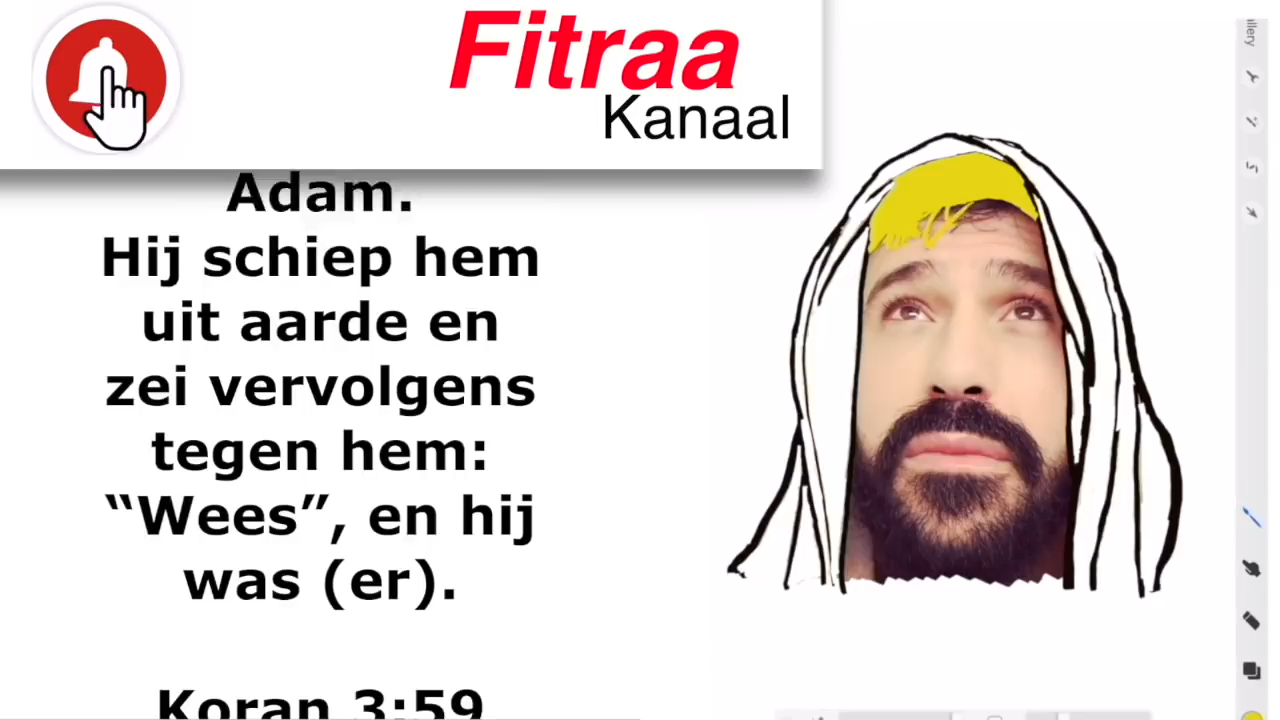 Fitraa
Kanaal
Adam.
Hij schiep hem
uit aarde en
zei vervolgens
tegen hem:
“Wees”, en hij
was (er).
Koran 3:59